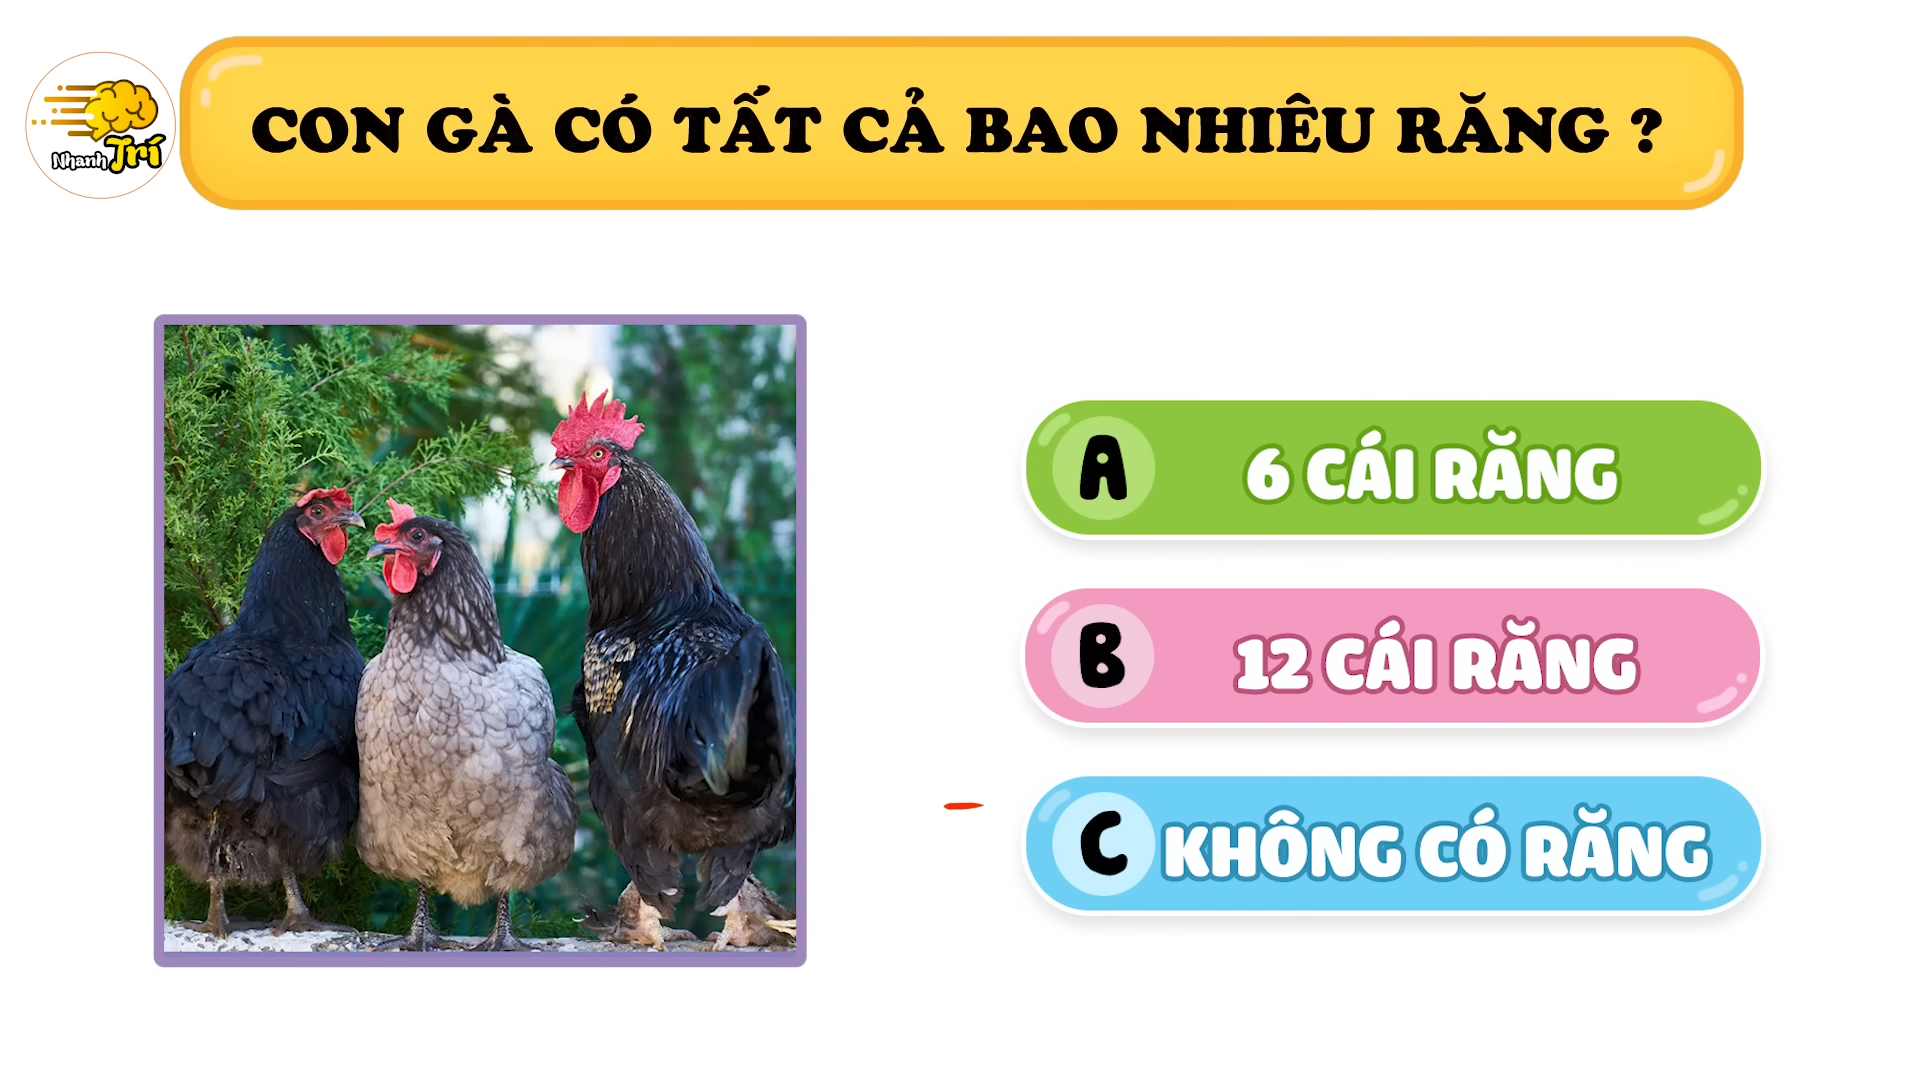 Nhanh Trí
CON GÀ CÓ TẤT CẢ BAO NHIÊU RĂNG ?
A 6 CÁI RĂNG
B 12 CÁI RĂNG
C KHÔNG CÓ RĂNG